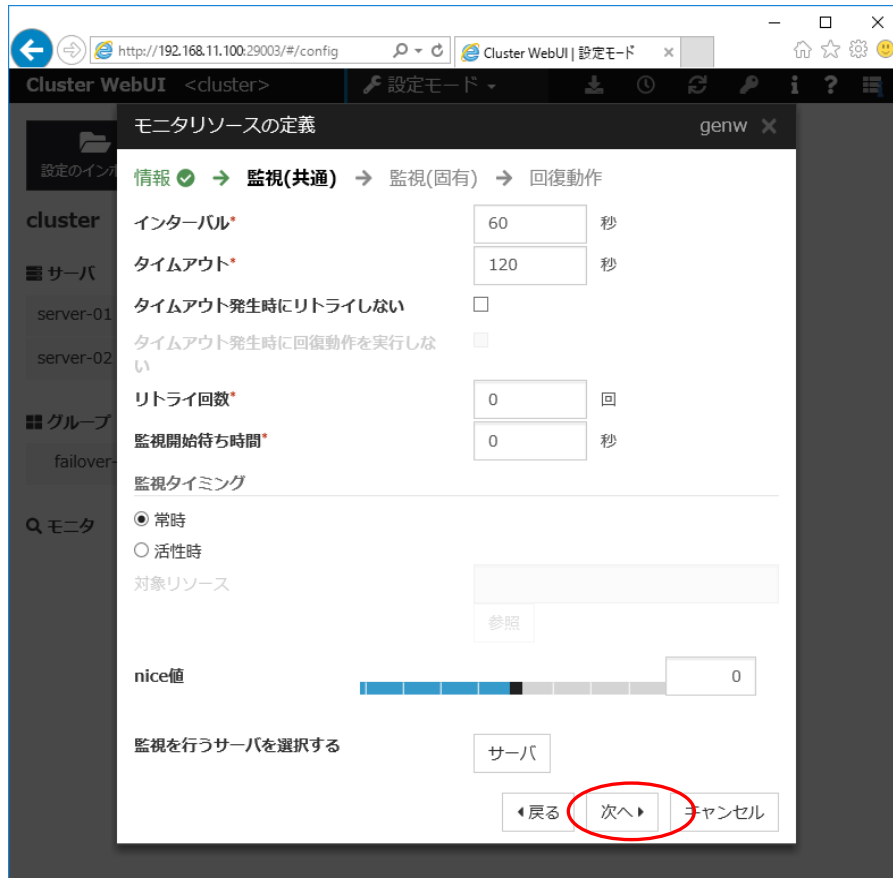 http://192.168.11.100:29003/#/config
Cluster WebUI | 設定モード
Cluster WebUI <cluster>
設定モード
モニタリソースの定義
genw
設定のインポ
情報 → 監視(共通) → 監視(固有) → 回復動作
cluster
インターバル*
60
秒
サーバ
タイムアウト*
120
秒
server-01
タイムアウト発生時にリトライしない
server-02
タイムアウト発生時に回復動作を実行しな
い
リトライ回数*
0
回
グループ
監視開始待ち時間*
0
秒
failover-
監視タイミング
モニタ
常時
活性時
対象リソース
参照
nice値
0
監視を行うサーバを選択する
サーバ
戻る
次へ
キャンセル